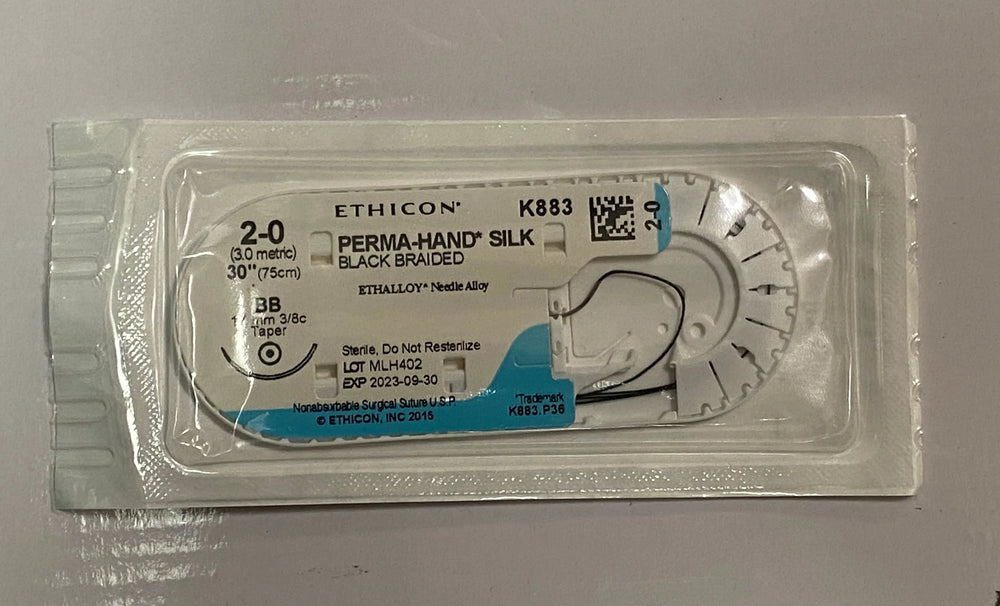 ETHICON*
K883
2-0
2-0
(3.0 metric)
30" (75cm)
PERMA-HAND* SILK
BLACK BRAIDED
ETHALLOY* Needle Alloy
BB
mm 3/8c
Taper
Sterile, Do Not Resterilize
LOT MLH402
EXP 2023-09-30
Nonabsorbable Surgical Suture U.S.P.
© ETHICON, INC 2015
*Trademark
K883.P36